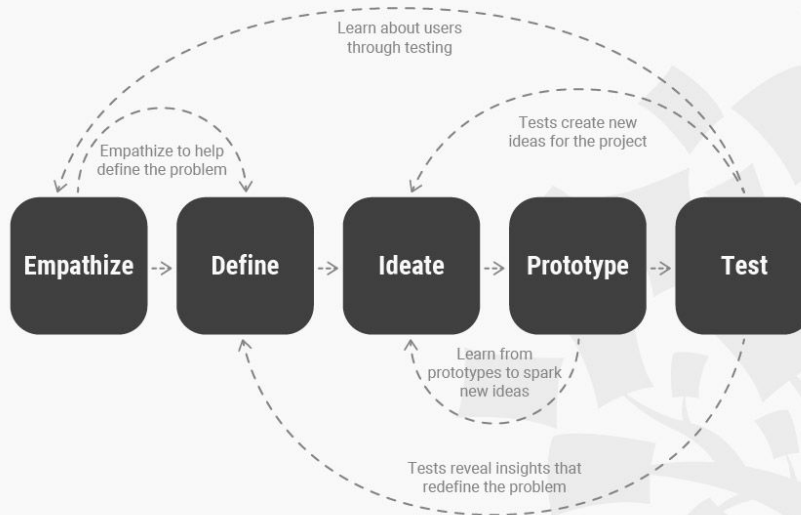 Learn about users
through testing
Tests create new
ideas for the project
Empathize to help
define the problem
Empathize
Define
Ideate
Prototype
Test
Learn from
prototypes to spark
new ideas
Tests reveal insights that
redefine the problem